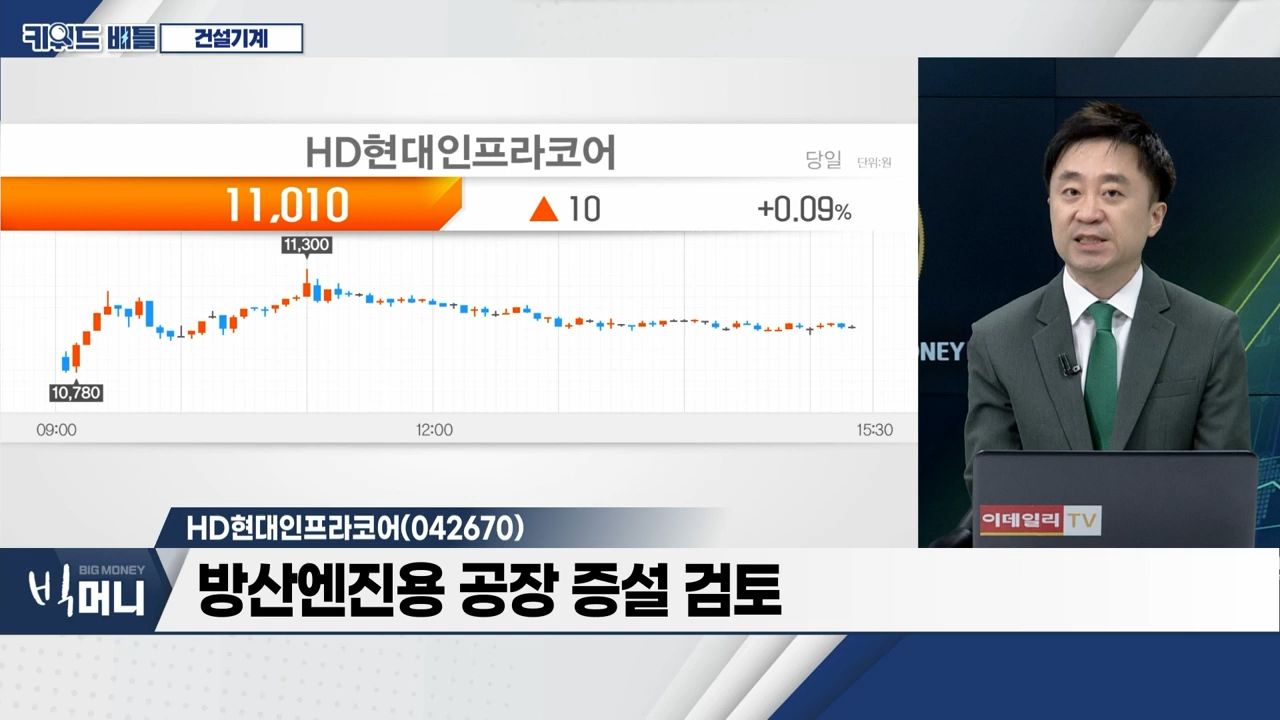 키워드 배틀
건설기계
HD현대인프라코어
당일 단위:원
11,010 ▲ 10 +0.09%
11,300
10,780
09:00 12:00 15:30
NEY
이데일리 TV
HD현대인프라코어(042670)
BIG MONEY
빅머니
방산엔진용 공장 증설 검토